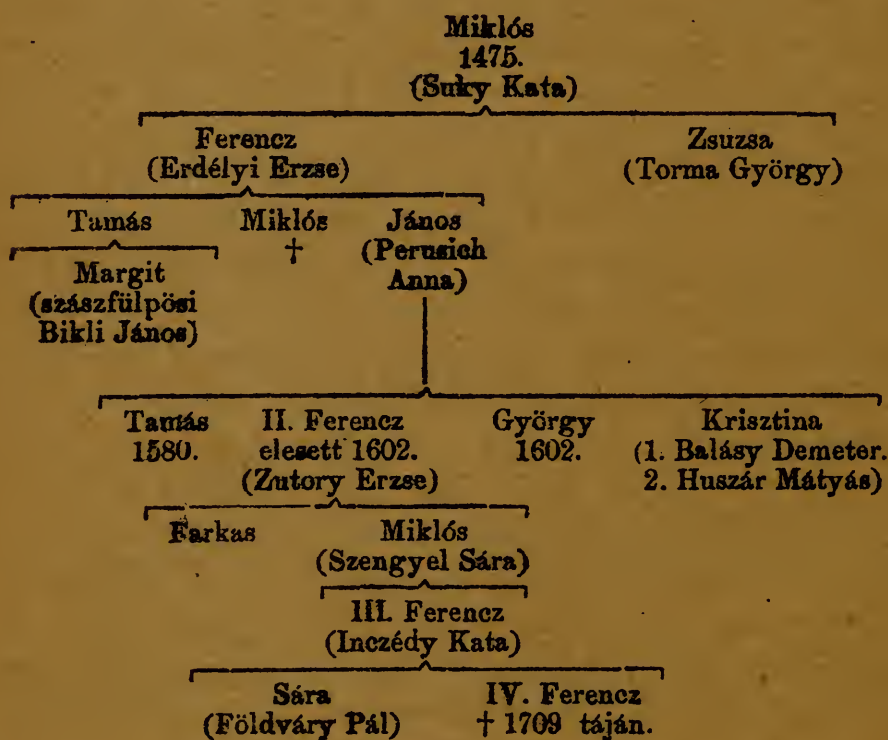 Miklós
1475.
(Suky Kata)
Ferencz Zsuzsa
(Erdélyi Erzse) (Torma György)
Tamás Miklós János
† (Perusich
Margit Anna)
(szászfülpösi
Bikli János)
Tamás II. Ferencz György Krisztina
1580. elesett 1602. 1602. (1. Balásy Demeter.
(Zutory Erzse) 2. Huszár Mátyás)
Farkas Miklós
(Szengyel Sára)
III. Ferencz
(Inczédy Kata)
Sára IV. Ferencz
(Földváry Pál) † 1709 táján.